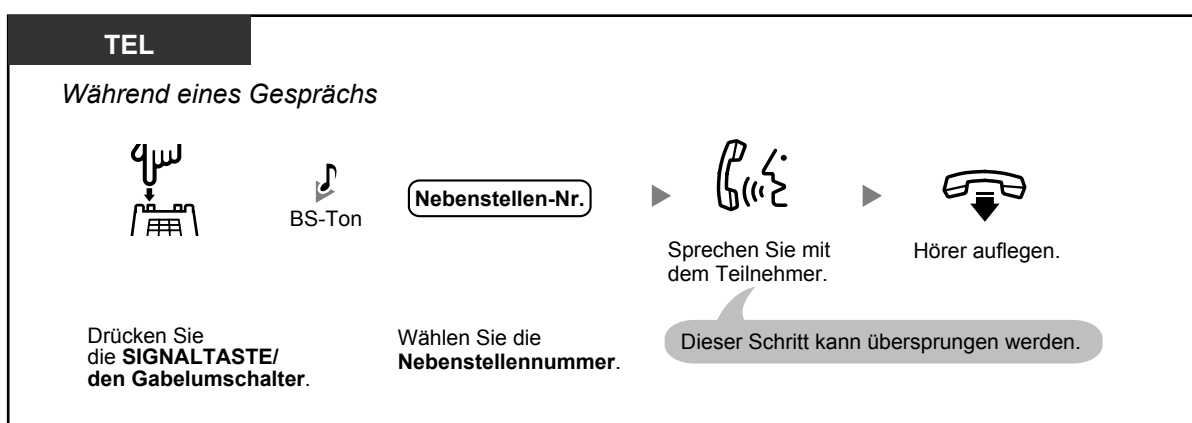 TEL
Während eines Gesprächs
BS-Ton
Nebenstellen-Nr.
Sprechen Sie mit
dem Teilnehmer.
Hörer auflegen.
Drücken Sie
die SIGNALTASTE/
den Gabelumschalter.
Wählen Sie die
Nebenstellennummer.
Dieser Schritt kann übersprungen werden.